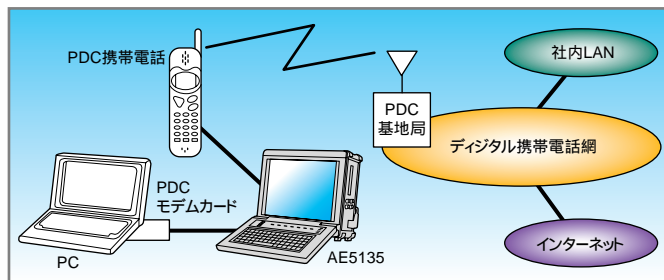 PDC携帯電話
社内LAN
PDC
基地局
ディジタル携帯電話網
PDC
モデムカード
インターネット
PC
AE5135